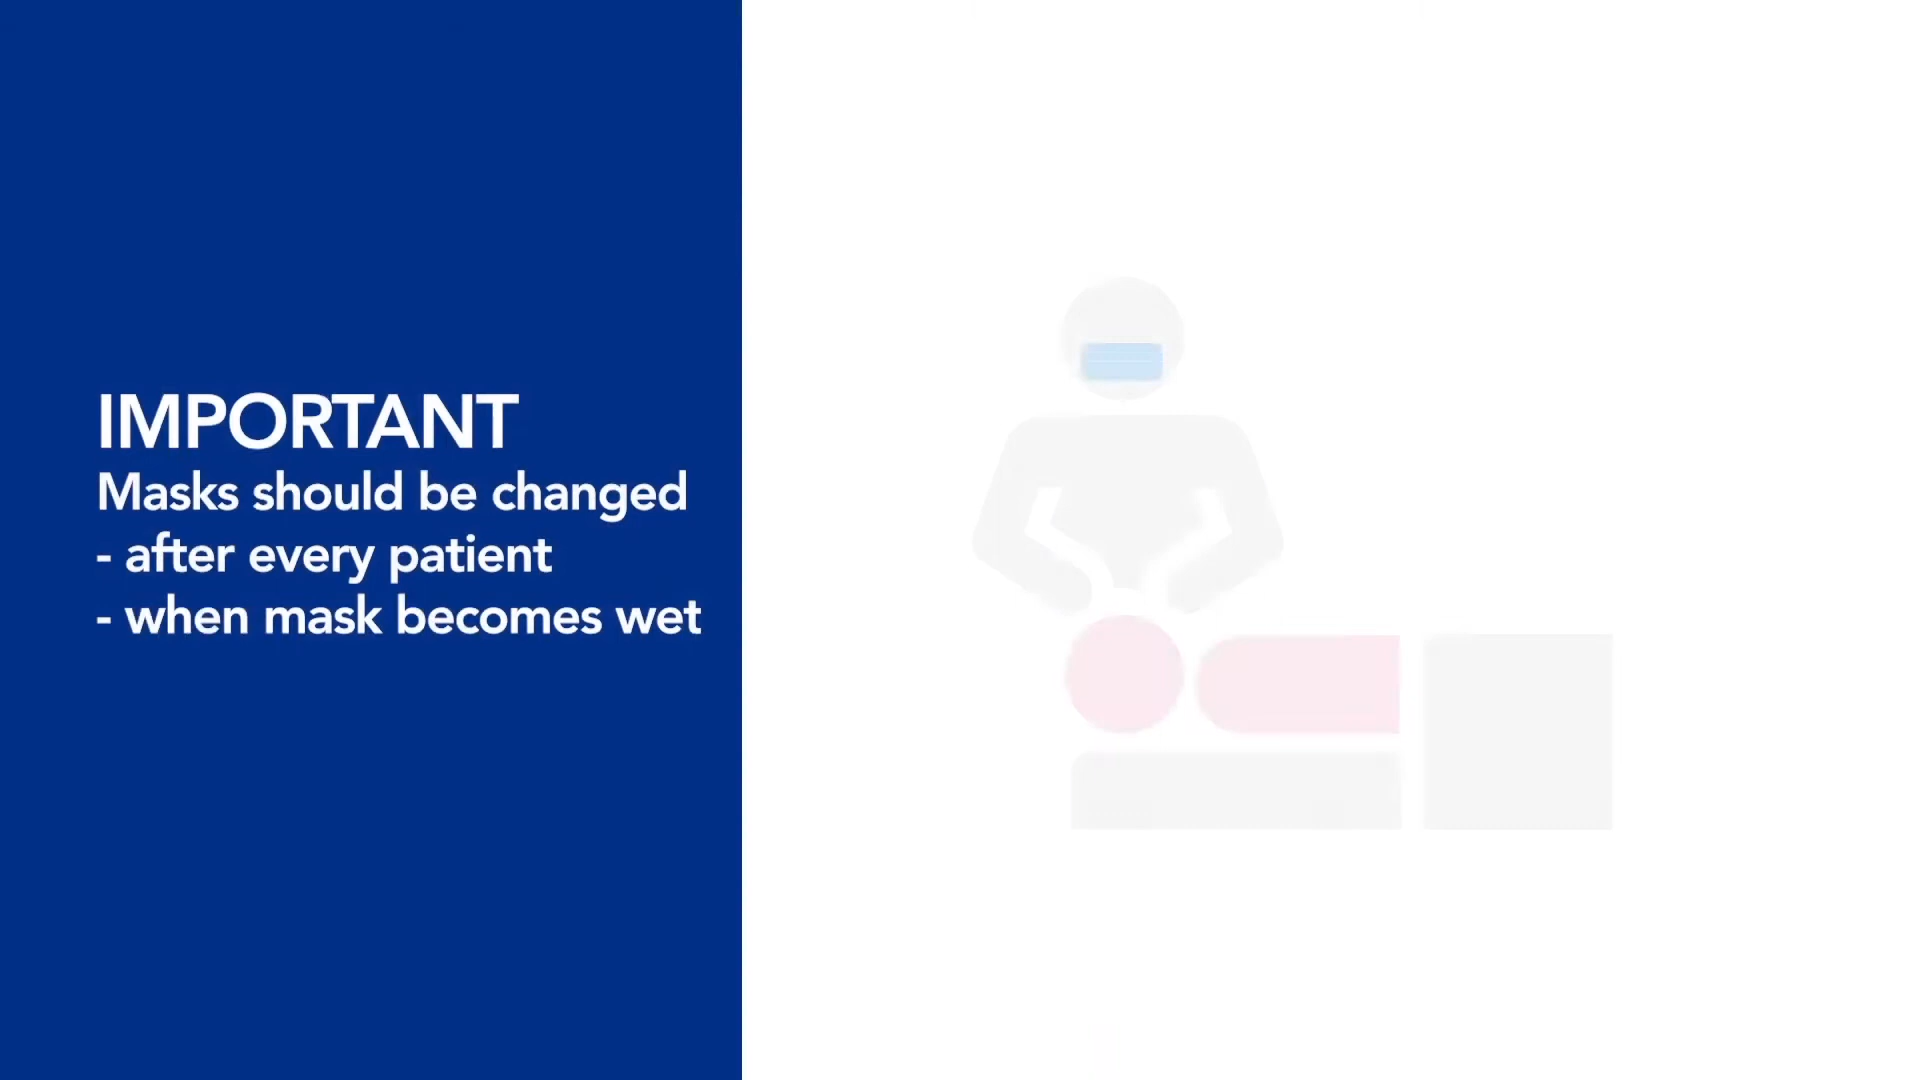 IMPORTANT
Masks should be changed
- after every patient
- when mask becomes wet